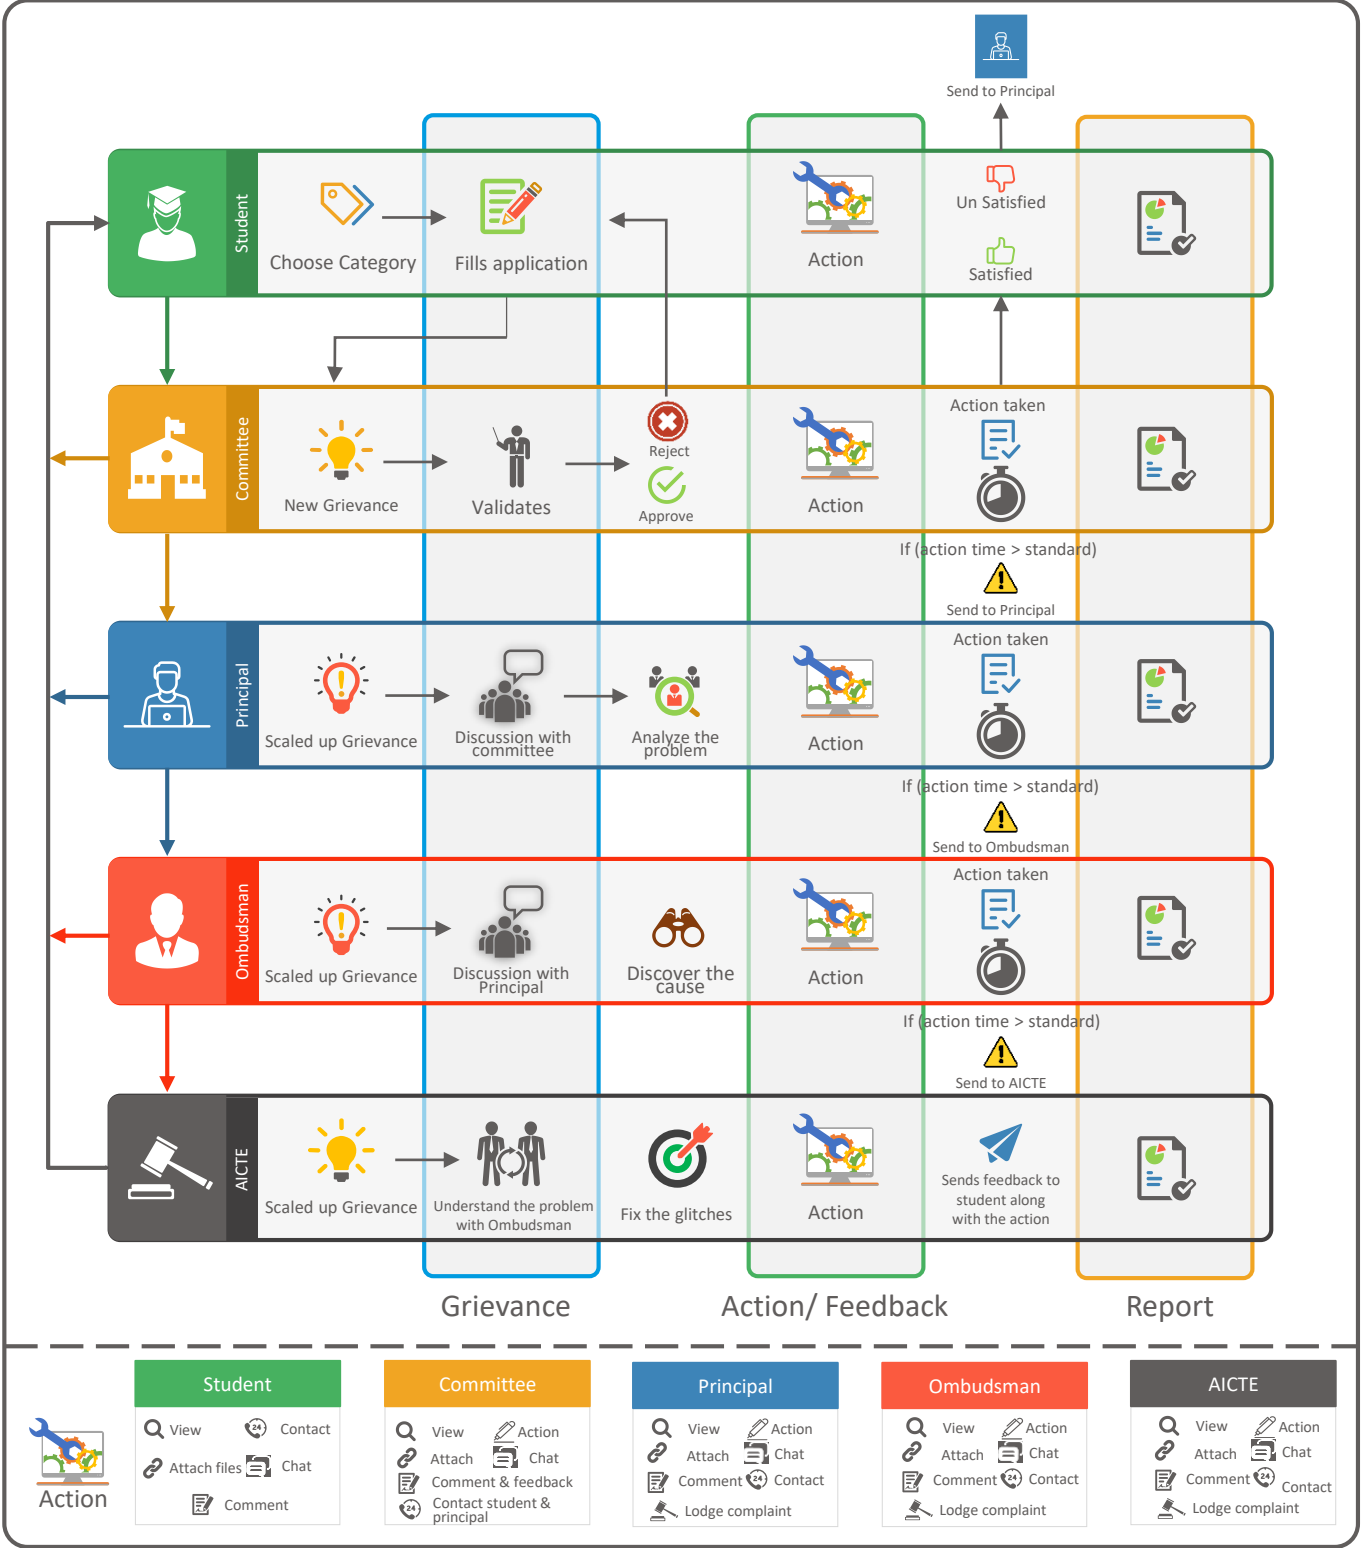 Send to Principal
Student
Choose Category
Fills application
Action
Un Satisfied
Satisfied
Committee
New Grievance
Validates
Reject
Approve
Action
Action taken
If (action time > standard)
Send to Principal
Principal
Scaled up Grievance
Discussion with
committee
Analyze the
problem
Action
Action taken
If (action time > standard)
Send to Ombudsman
Ombudsman
Scaled up Grievance
Discussion with
Principal
Discover the
cause
Action
Action taken
If (action time > standard)
Send to AICTE
AICTE
Scaled up Grievance
Understand the problem
with Ombudsman
Fix the glitches
Action
Sends feedback to
student along
with the action
Grievance
Action/ Feedback
Report
Action
Student
View
24
Contact
Attach files
Chat
Comment
Committee
View
Action
Attach
Chat
Comment & feedback
24
Contact student &
principal
Principal
View
Action
Attach
Chat
Comment
24
Contact
Lodge complaint
Ombudsman
View
Action
Attach
Chat
Comment
24
Contact
Lodge complaint
AICTE
View
Action
Attach
Chat
Comment
24
Contact
Lodge complaint